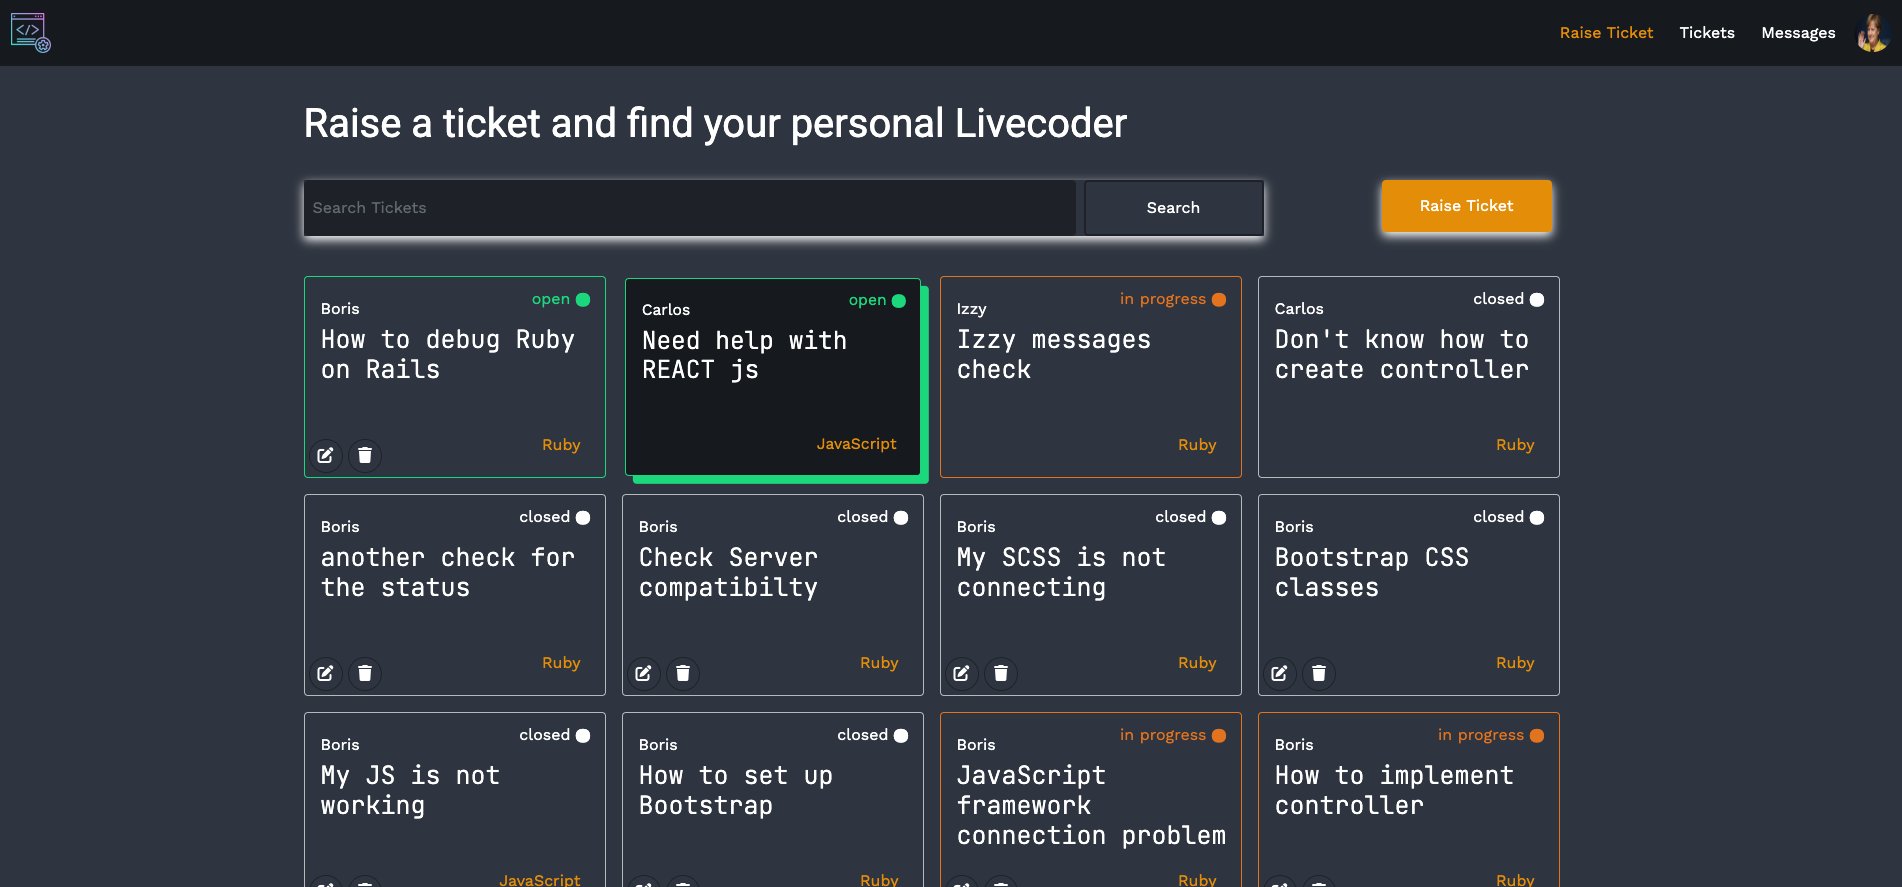 </>
Raise Ticket
Tickets
Messages
Raise a ticket and find your personal Livecoder
Search Tickets
Search
Raise Ticket
open
Boris
How to debug Ruby
on Rails
Ruby
open
Carlos
Need help with
REACT js
JavaScript
in progress
Izzy
Izzy messages
check
Ruby
closed
Carlos
Don't know how to
create controller
Ruby
closed
Boris
another check for
the status
Ruby
closed
Boris
Check Server
compatibilty
Ruby
closed
Boris
My SCSS is not
connecting
Ruby
closed
Boris
Bootstrap CSS
classes
Ruby
closed
Boris
My JS is not
working
JavaScript
closed
Boris
How to set up
Bootstrap
Ruby
in progress
Boris
JavaScript
framework
connection problem
Ruby
in progress
Boris
How to implement
controller
Ruby